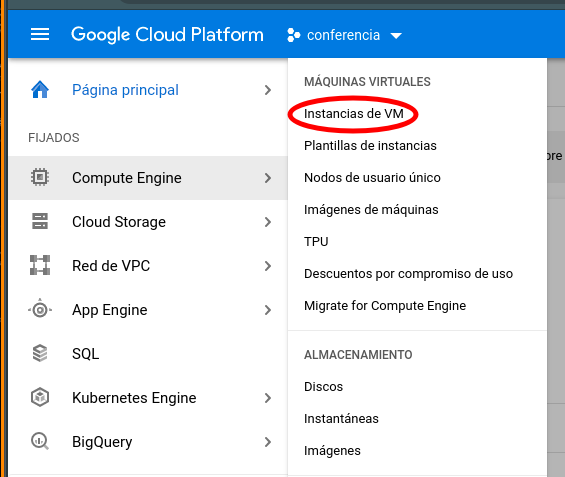 Google Cloud Platform
conferencia
Página principal
FIJADOS
Compute Engine
Cloud Storage
Red de VPC
App Engine
SQL
Kubernetes Engine
BigQuery
MÁQUINAS VIRTUALES
Instancias de VM
Plantillas de instancias
Nodos de usuario único
Imágenes de máquinas
TPU
Descuentos por compromiso de uso
Migrate for Compute Engine
ALMACENAMIENTO
Discos
Instantáneas
Imágenes